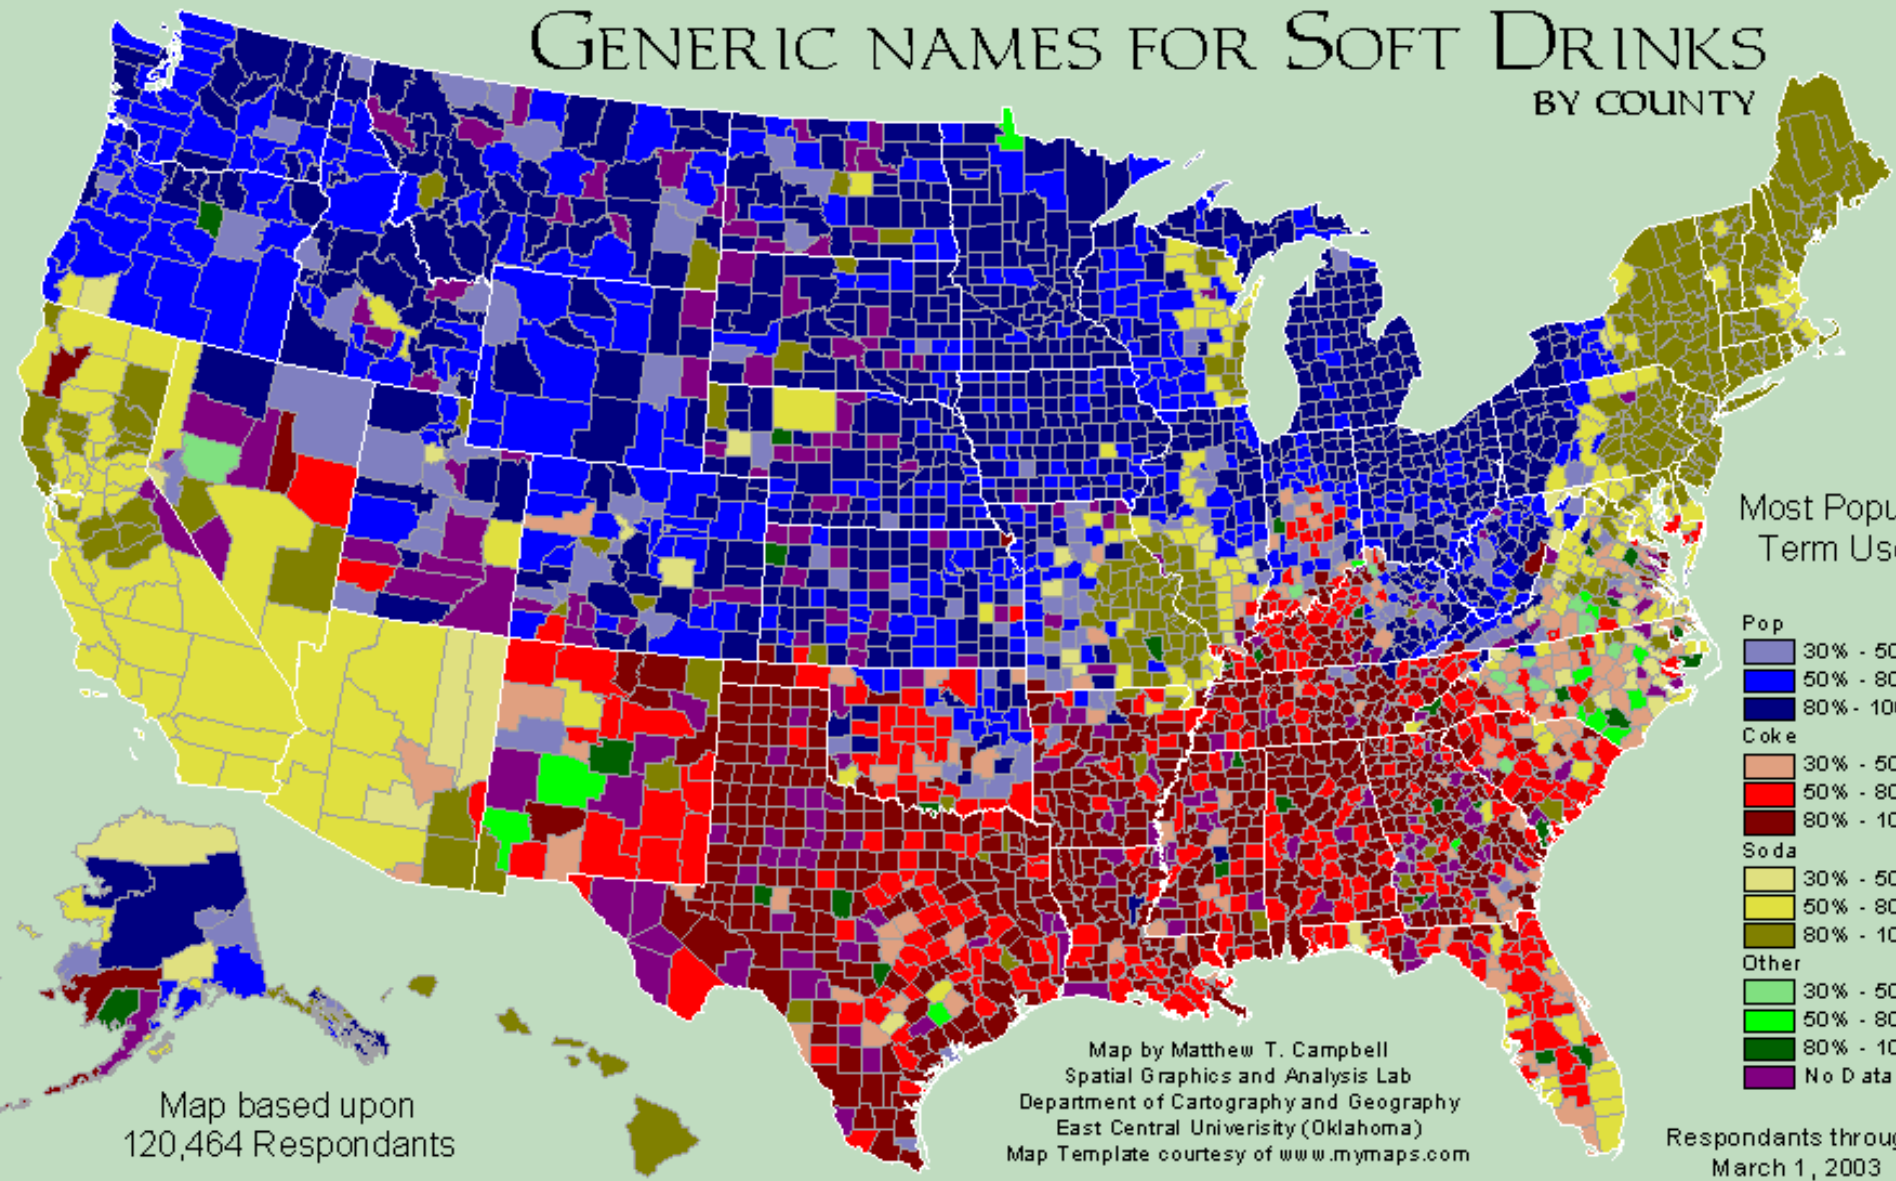 GENERIC NAMES FOR SOFT DRINKS
BY COUNTY
Most Popu
Term Us
Pop
30% - 50
50% - 80
80% - 10
Coke
30% - 50
50% - 80
80% - 10
Soda
30% - 50
50% - 80
80% - 10
Other
30% - 50
50% - 80
80% - 10
No Data
Map by Matthew T. Campbell
Spatial Graphics and Analysis Lab
Department of Cartography and Geography
East Central Univerisity (Oklahoma)
Map Template courtesy of www.mymaps.com
Map based upon
120,464 Respondants
Respondants throu
March 1, 2003